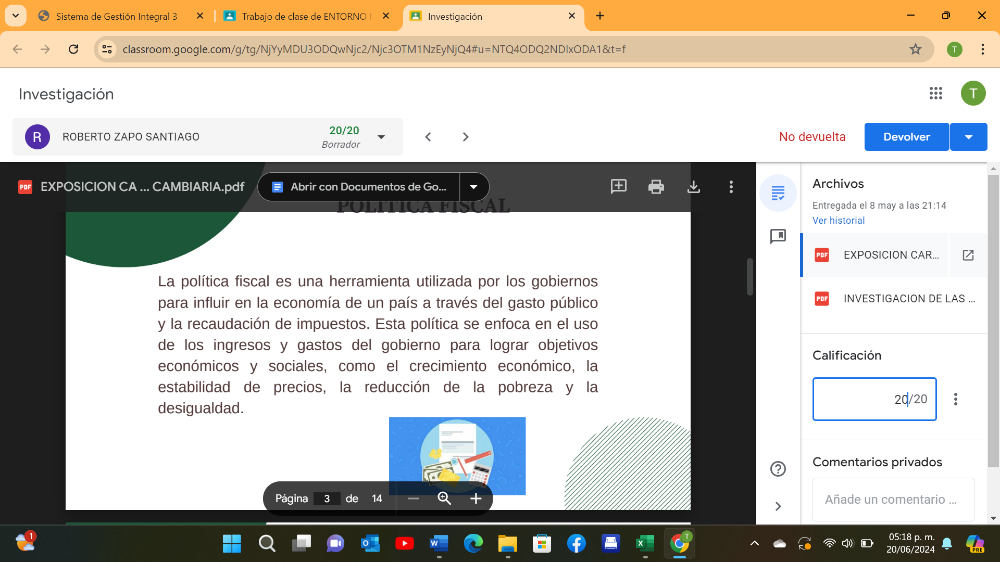 Sistema de Gestión Integral 3
Trabajo de clase de ENTORNO
Investigación
classroom.google.com/g/tg/NjYyMDU3ODQwNjc2/Njc3OTM1NzEyNjQ4#u=NTQ4ODQ2NDIxODA1&t=f
T
Investigación
T
R
ROBERTO ZAPO SANTIAGO
20/20
Borrador
No devuelta
Devolver
PDF
EXPOSICION CA ... CAMBIARIA.pdf
Abrir con Documentos de Go...
POLITICA FISCAL
La política fiscal es una herramienta utilizada por los gobiernos
para influir en la economía de un país a través del gasto público
y la recaudación de impuestos. Esta política se enfoca en el uso
de los ingresos y gastos del gobierno para lograr objetivos
económicos y sociales, como el crecimiento económico, la
estabilidad de precios, la reducción de la pobreza y la
desigualdad.
Página 3 de 14
Archivos
Entregada el 8 may a las 21:14
Ver historial
PDF
EXPOSICION CAR...
PDF
INVESTIGACION DE LAS ...
Calificación
20/20
Comentarios privados
Añade un comentario ...
1
T
05:18 p. m.
20/06/2024
PRE